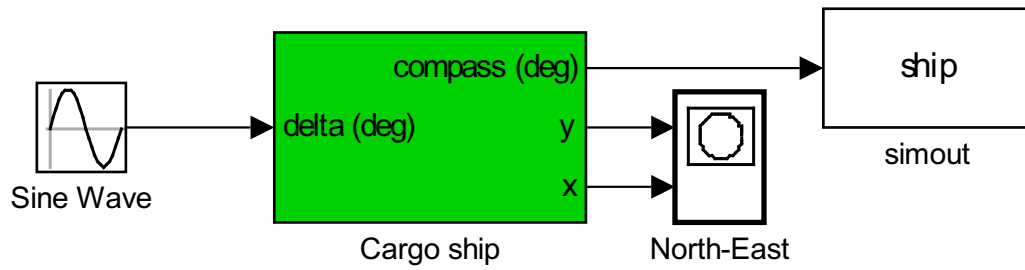 compass (deg)
ship
delta (deg)
y
x
simout
Sine Wave
Cargo ship
North-East